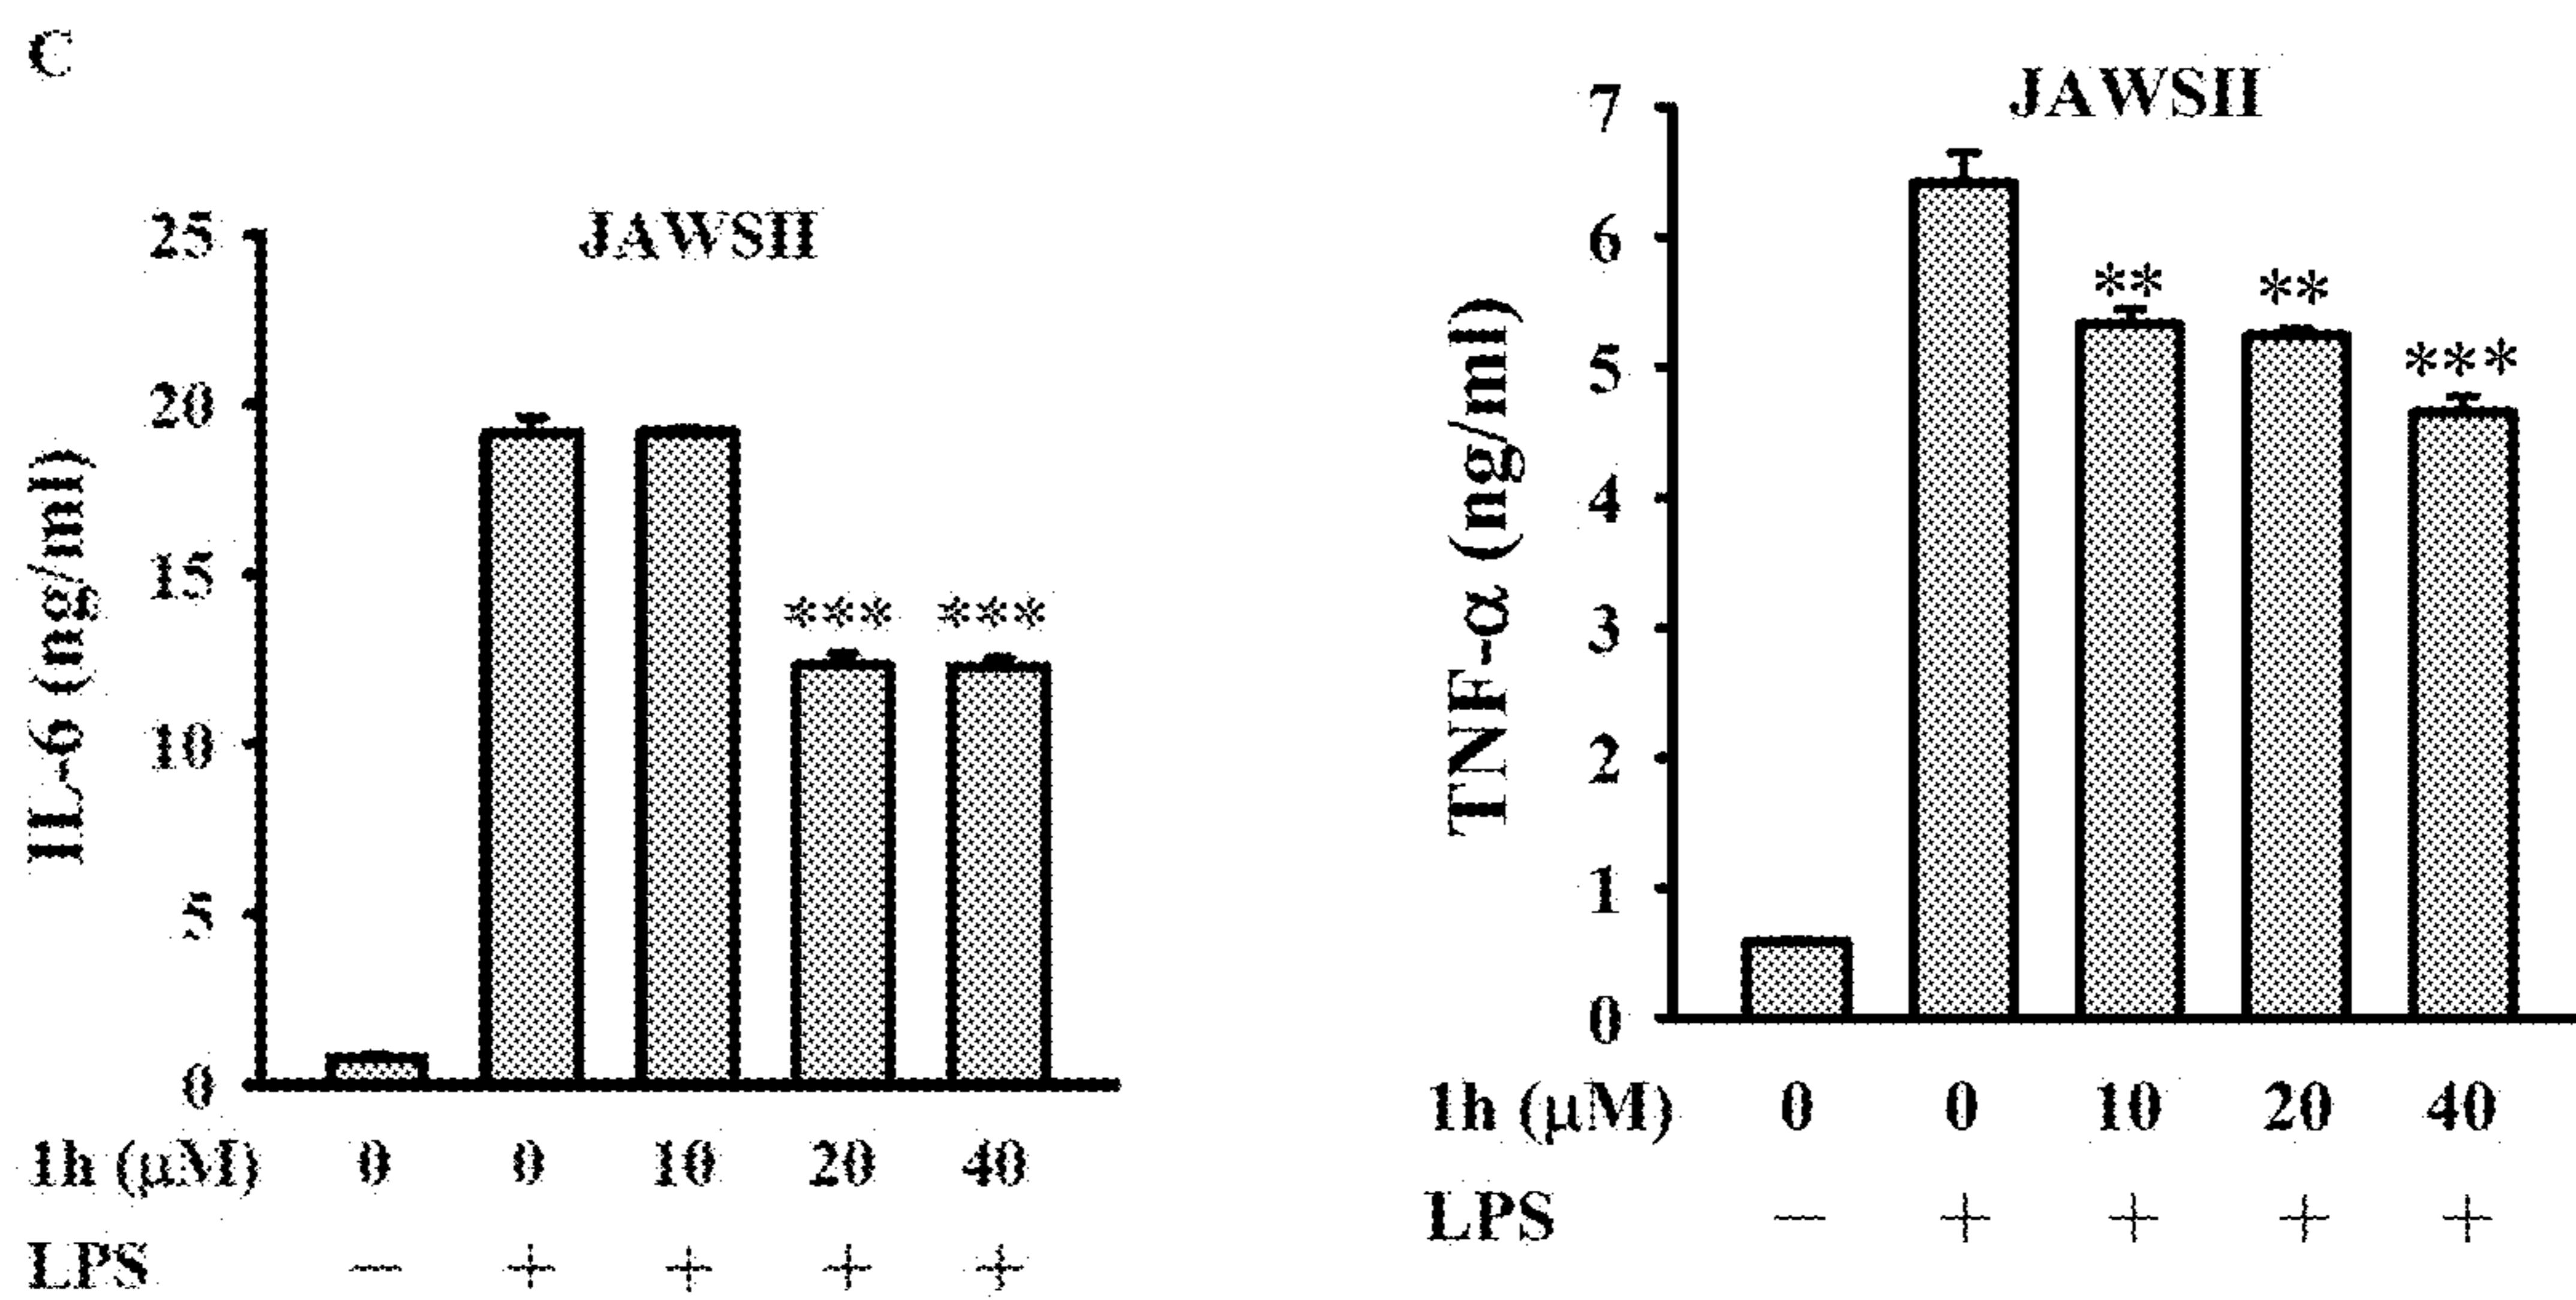 C
JAWSII
IL-6 (ng/ml)
25
20
15
10
5
0
*** ***
1h (μM) 0 0 10 20 40
LPS — + + + +
JAWSII
TNF-α (ng/ml)
7
6
5
4
3
2
1
0
** ** ***
1h (μM) 0 0 10 20 40
LPS — + + + +